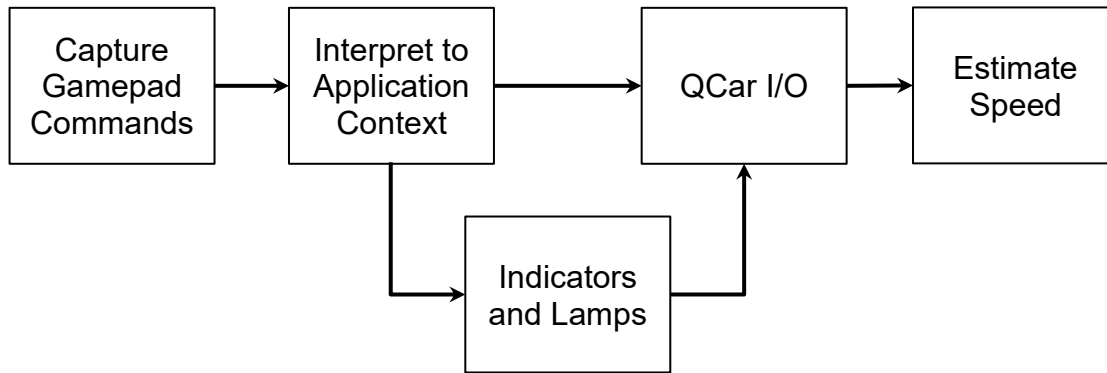 Capture
Gamepad
Commands
Interpret to
Application
Context
QCar I/O
Estimate
Speed
Indicators
and Lamps